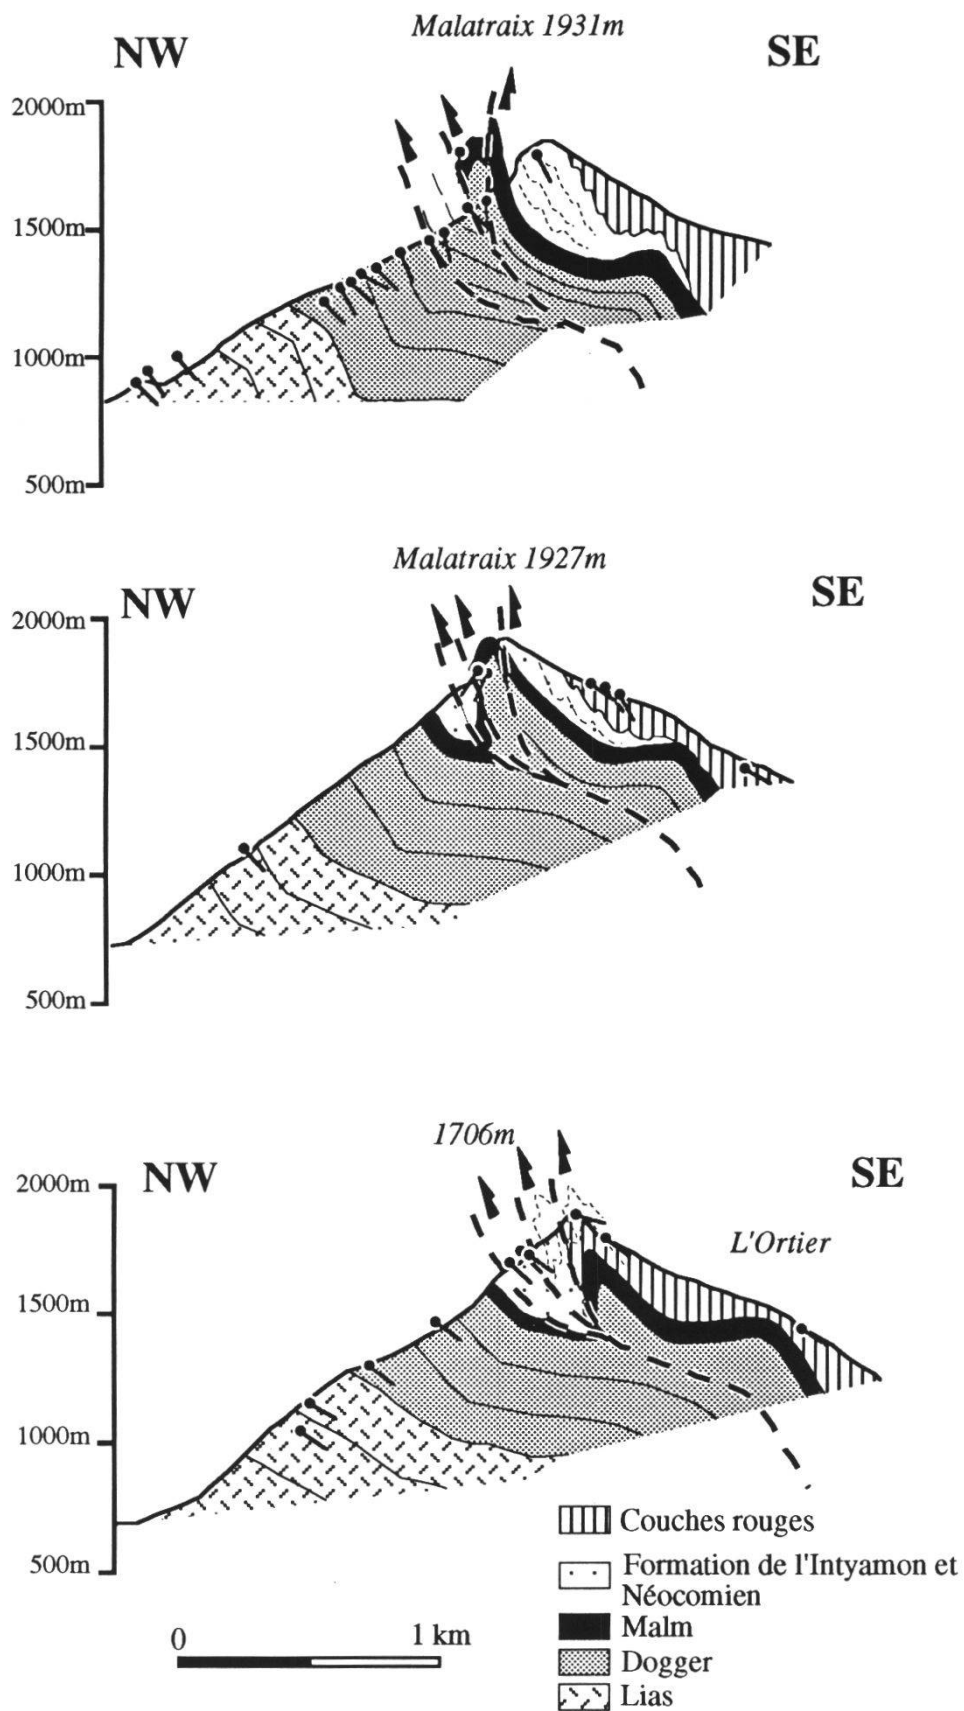 Malatraix 1931m
NW
SE
2000m
1500m
1000m
500m
Malatraix 1927m
NW
SE
2000m
1500m
1000m
500m
1706m
NW
SE
2000m
L'Ortier
1500m
1000m
500m
Couches rouges
Formation de l'Intyamon et
Néocomien
Malm
Dogger
Lias
0
1 km